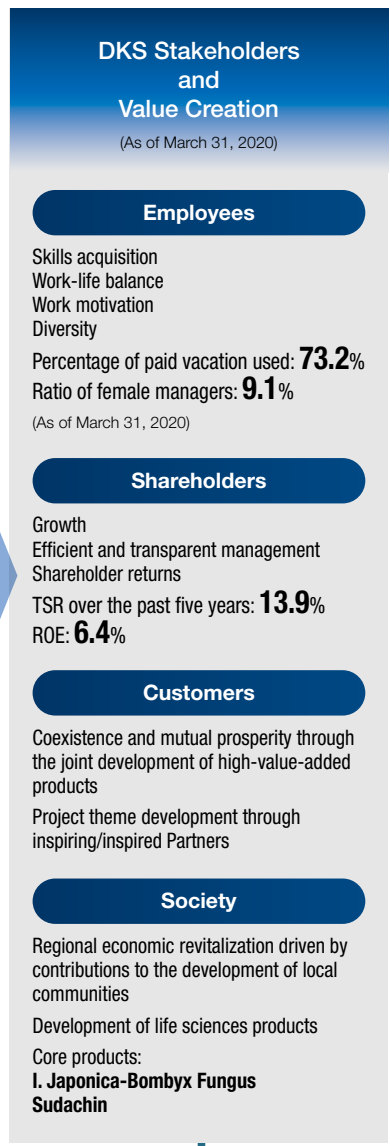 DKS Stakeholders
and
Value Creation
(As of March 31, 2020)
Employees
Skills acquisition
Work-life balance
Work motivation
Diversity
Percentage of paid vacation used: 73.2%
Ratio of female managers: 9.1%
(As of March 31, 2020)
Shareholders
Growth
Efficient and transparent management
Shareholder returns
TSR over the past five years: 13.9%
ROE: 6.4%
Customers
Coexistence and mutual prosperity through
the joint development of high-value-added
products
Project theme development through
inspiring/inspired Partners
Society
Regional economic revitalization driven by
contributions to the development of local
communities
Development of life sciences products
Core products:
I. Japonica-Bombyx Fungus
Sudachin